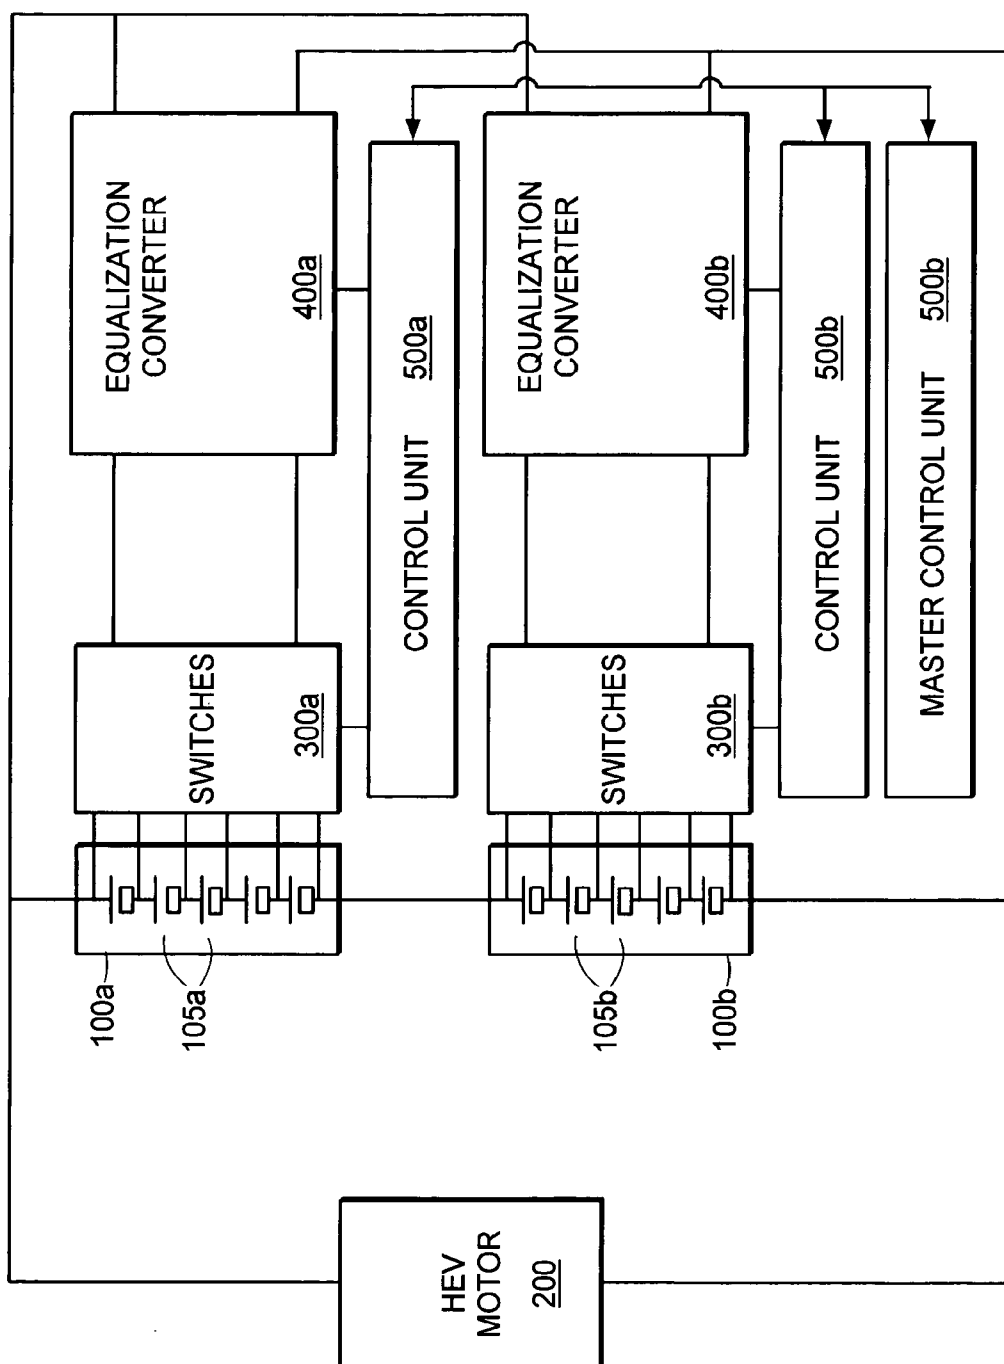 EQUALIZATION
CONVERTER
400a
CONTROL UNIT 500a
SWITCHES
300a
100a
105a
EQUALIZATION
CONVERTER
400b
CONTROL UNIT 500b
MASTER CONTROL UNIT 500b
SWITCHES
300b
105b
100b
HEV
MOTOR
200